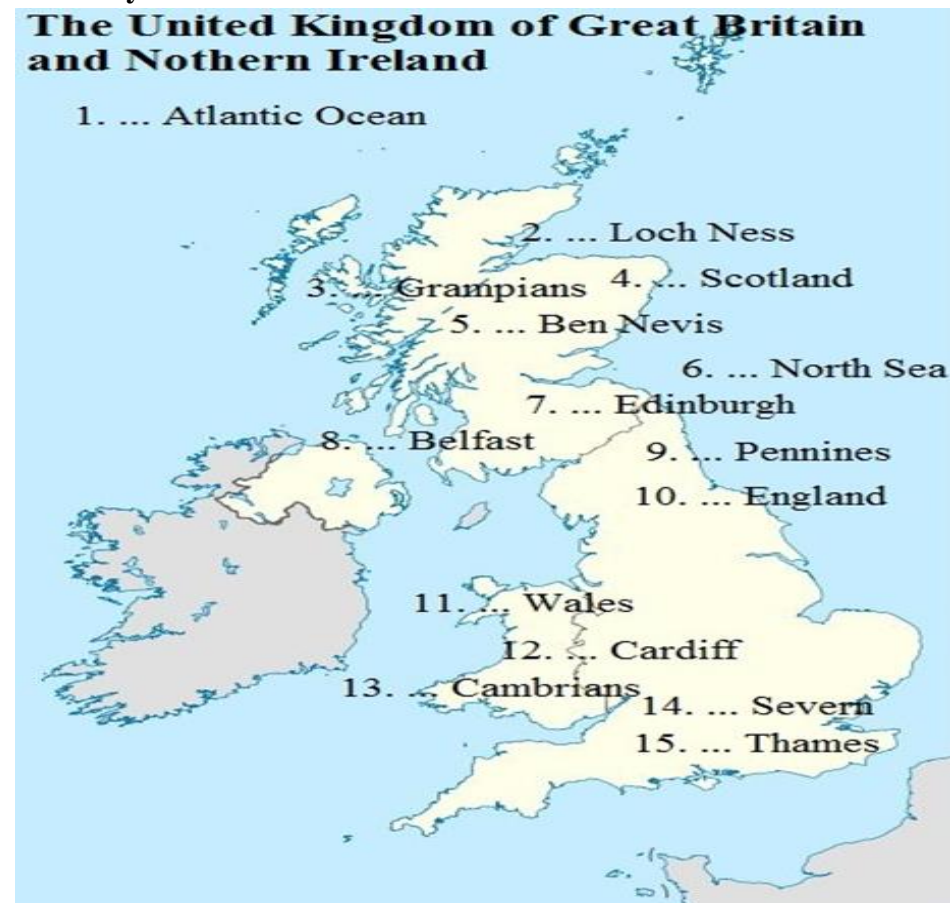 The United Kingdom of Great Britain
and Nothern Ireland
1. ... Atlantic Ocean
2. ... Loch Ness
3. ... Grampians
4. ... Scotland
5. ... Ben Nevis
6. ... North Sea
7. ... Edinburgh
8. ... Belfast
9. ... Pennines
10. ... England
11. ... Wales
12. ... Cardiff
13. ... Cambrians
14. ... Severn
15. ... Thames